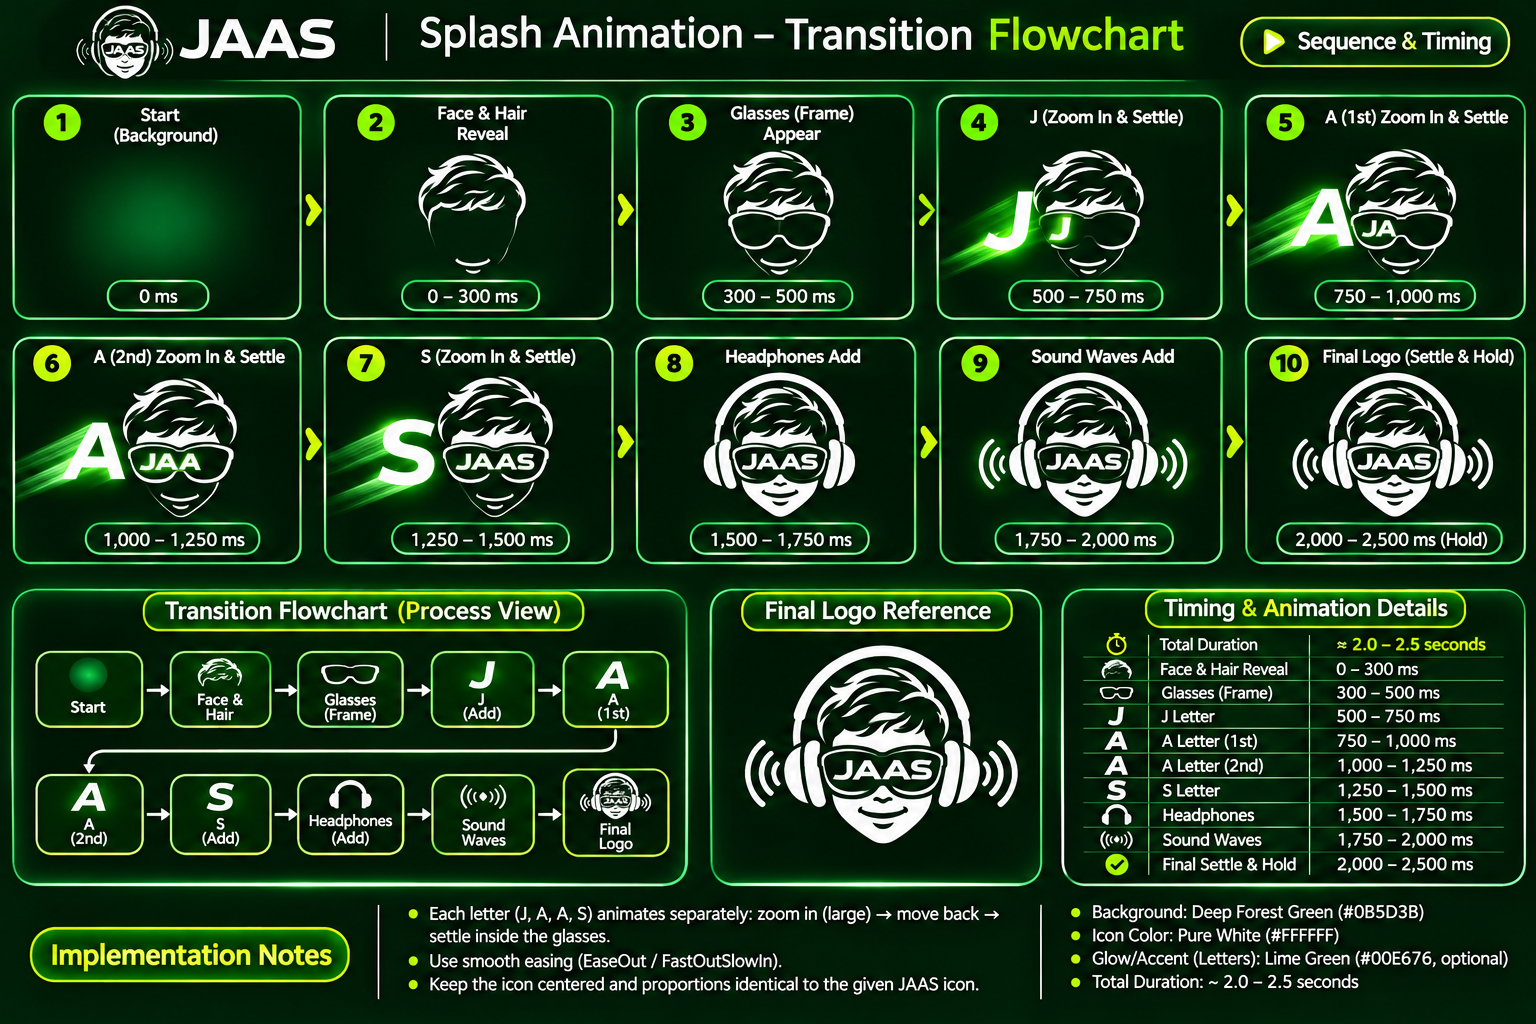 JAAS
JAAS
Splash Animation – Transition Flowchart
Sequence & Timing
1
Start
(Background)
0 ms
2
Face & Hair
Reveal
0 – 300 ms
3
Glasses (Frame)
Appear
300 – 500 ms
4
J (Zoom In & Settle)
J
J
500 – 750 ms
5
A (1st) Zoom In & Settle
A
JA
750 – 1,000 ms
6
A (2nd) Zoom In & Settle
A
JAA
1,000 – 1,250 ms
7
S (Zoom In & Settle)
S
JAAS
1,250 – 1,500 ms
8
Headphones Add
JAAS
1,500 – 1,750 ms
9
Sound Waves Add
JAAS
1,750 – 2,000 ms
10
Final Logo (Settle & Hold)
JAAS
2,000 – 2,500 ms (Hold)
Transition Flowchart (Process View)
Start
Face &
Hair
Glasses
(Frame)
J
J
(Add)
A
A
(1st)
A
A
(2nd)
S
S
(Add)
Headphones
(Add)
Sound
Waves
JAAS
Final
Logo
Final Logo Reference
JAAS
Timing & Animation Details
Total Duration ≈ 2.0 – 2.5 seconds
Face & Hair Reveal 0 – 300 ms
Glasses (Frame) 300 – 500 ms
J J Letter 500 – 750 ms
A A Letter (1st) 750 – 1,000 ms
A A Letter (2nd) 1,000 – 1,250 ms
S S Letter 1,250 – 1,500 ms
Headphones 1,500 – 1,750 ms
Sound Waves 1,750 – 2,000 ms
Final Settle & Hold 2,000 – 2,500 ms
Implementation Notes
• Each letter (J, A, A, S) animates separately: zoom in (large) → move back →
settle inside the glasses.
• Use smooth easing (EaseOut / FastOutSlowIn).
• Keep the icon centered and proportions identical to the given JAAS icon.
• Background: Deep Forest Green (#0B5D3B)
• Icon Color: Pure White (#FFFFFF)
• Glow/Accent (Letters): Lime Green (#00E676, optional)
• Total Duration: ~ 2.0 – 2.5 seconds